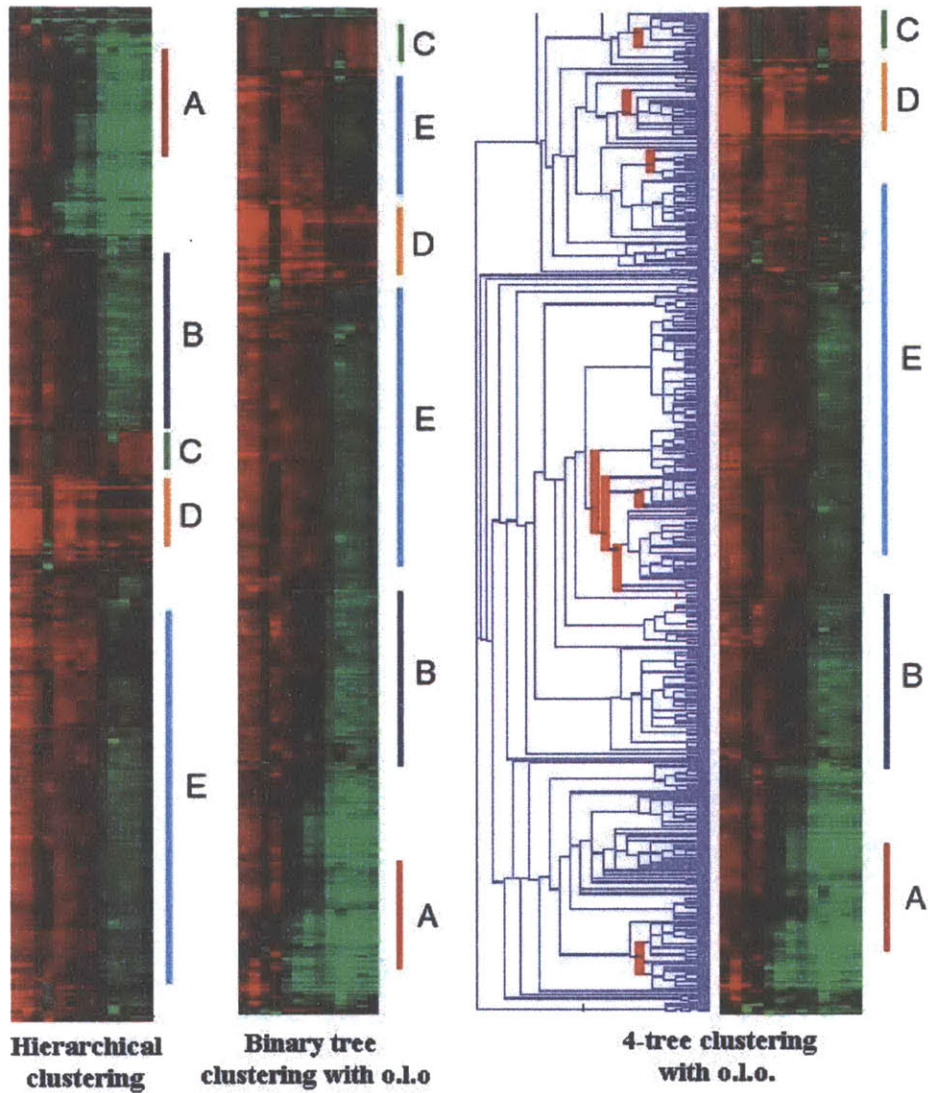 A
B
C
D
E
C
E
D
E
B
A
C
D
E
B
A
Hierarchical
clustering
Binary tree
clustering with o.l.o
4-tree clustering
with o.l.o.